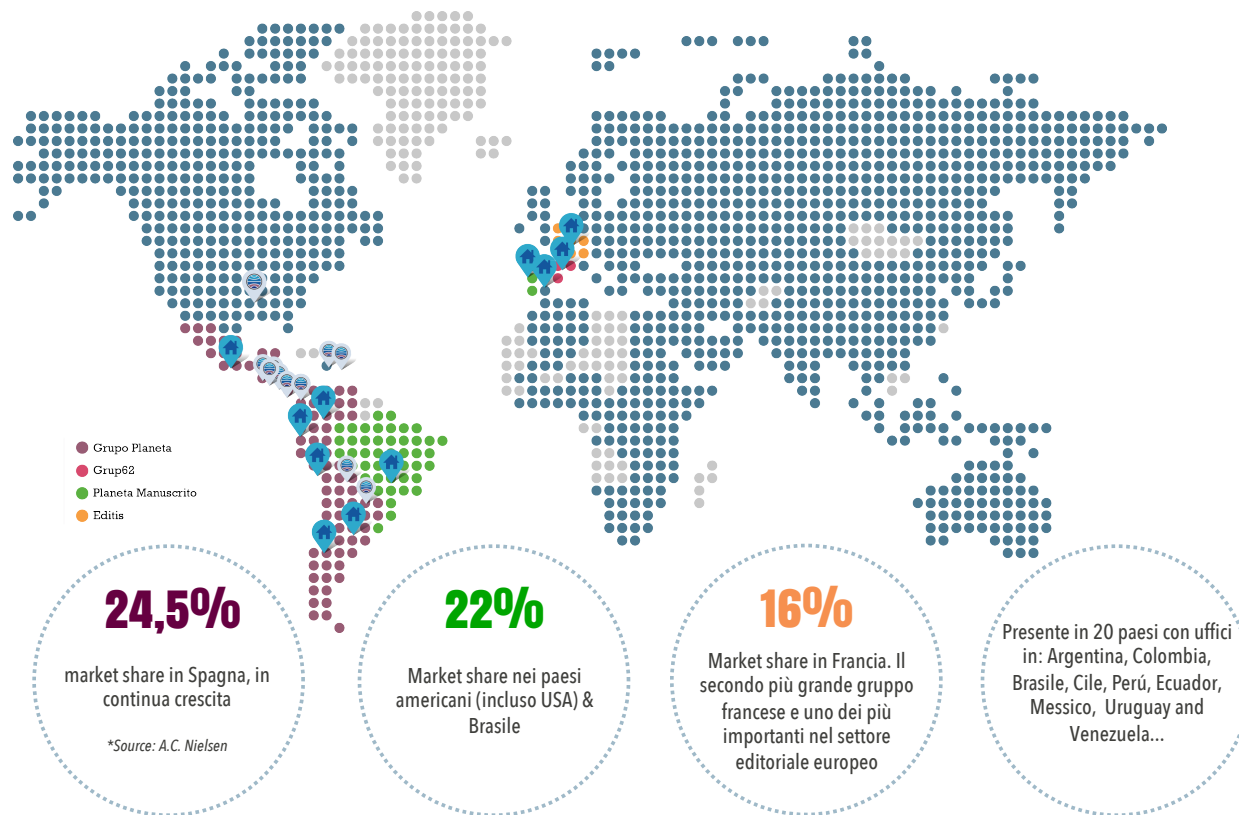 Grupo Planeta
Grup62
Planeta Manuscrito
Editis
24,5%
market share in Spagna, in
continua crescita
*Source: A.C. Nielsen
22%
Market share nei paesi
americani (incluso USA) &
Brasile
16%
Market share in Francia. Il
secondo più grande gruppo
francese e uno dei più
importanti nel settore
editoriale europeo
Presente in 20 paesi con uffici
in: Argentina, Colombia,
Brasile, Cile, Perú, Ecuador,
Messico,  Uruguay and
Venezuela...